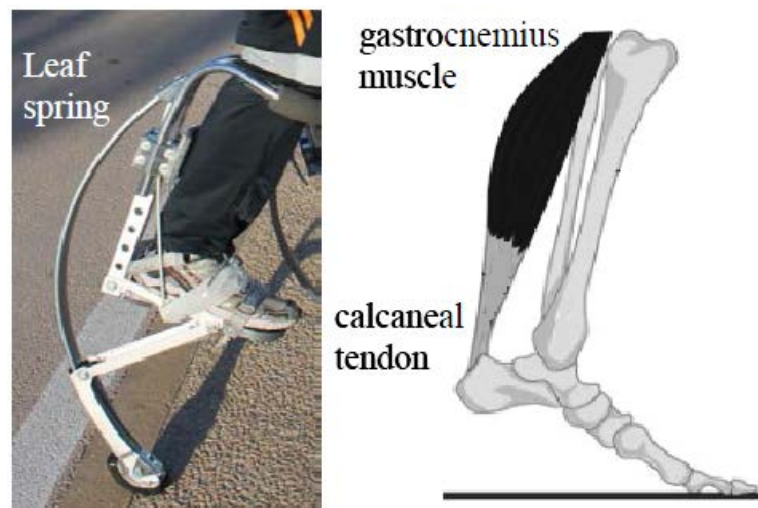 Leaf
spring
gastrocnemius
muscle
calcaneal
tendon